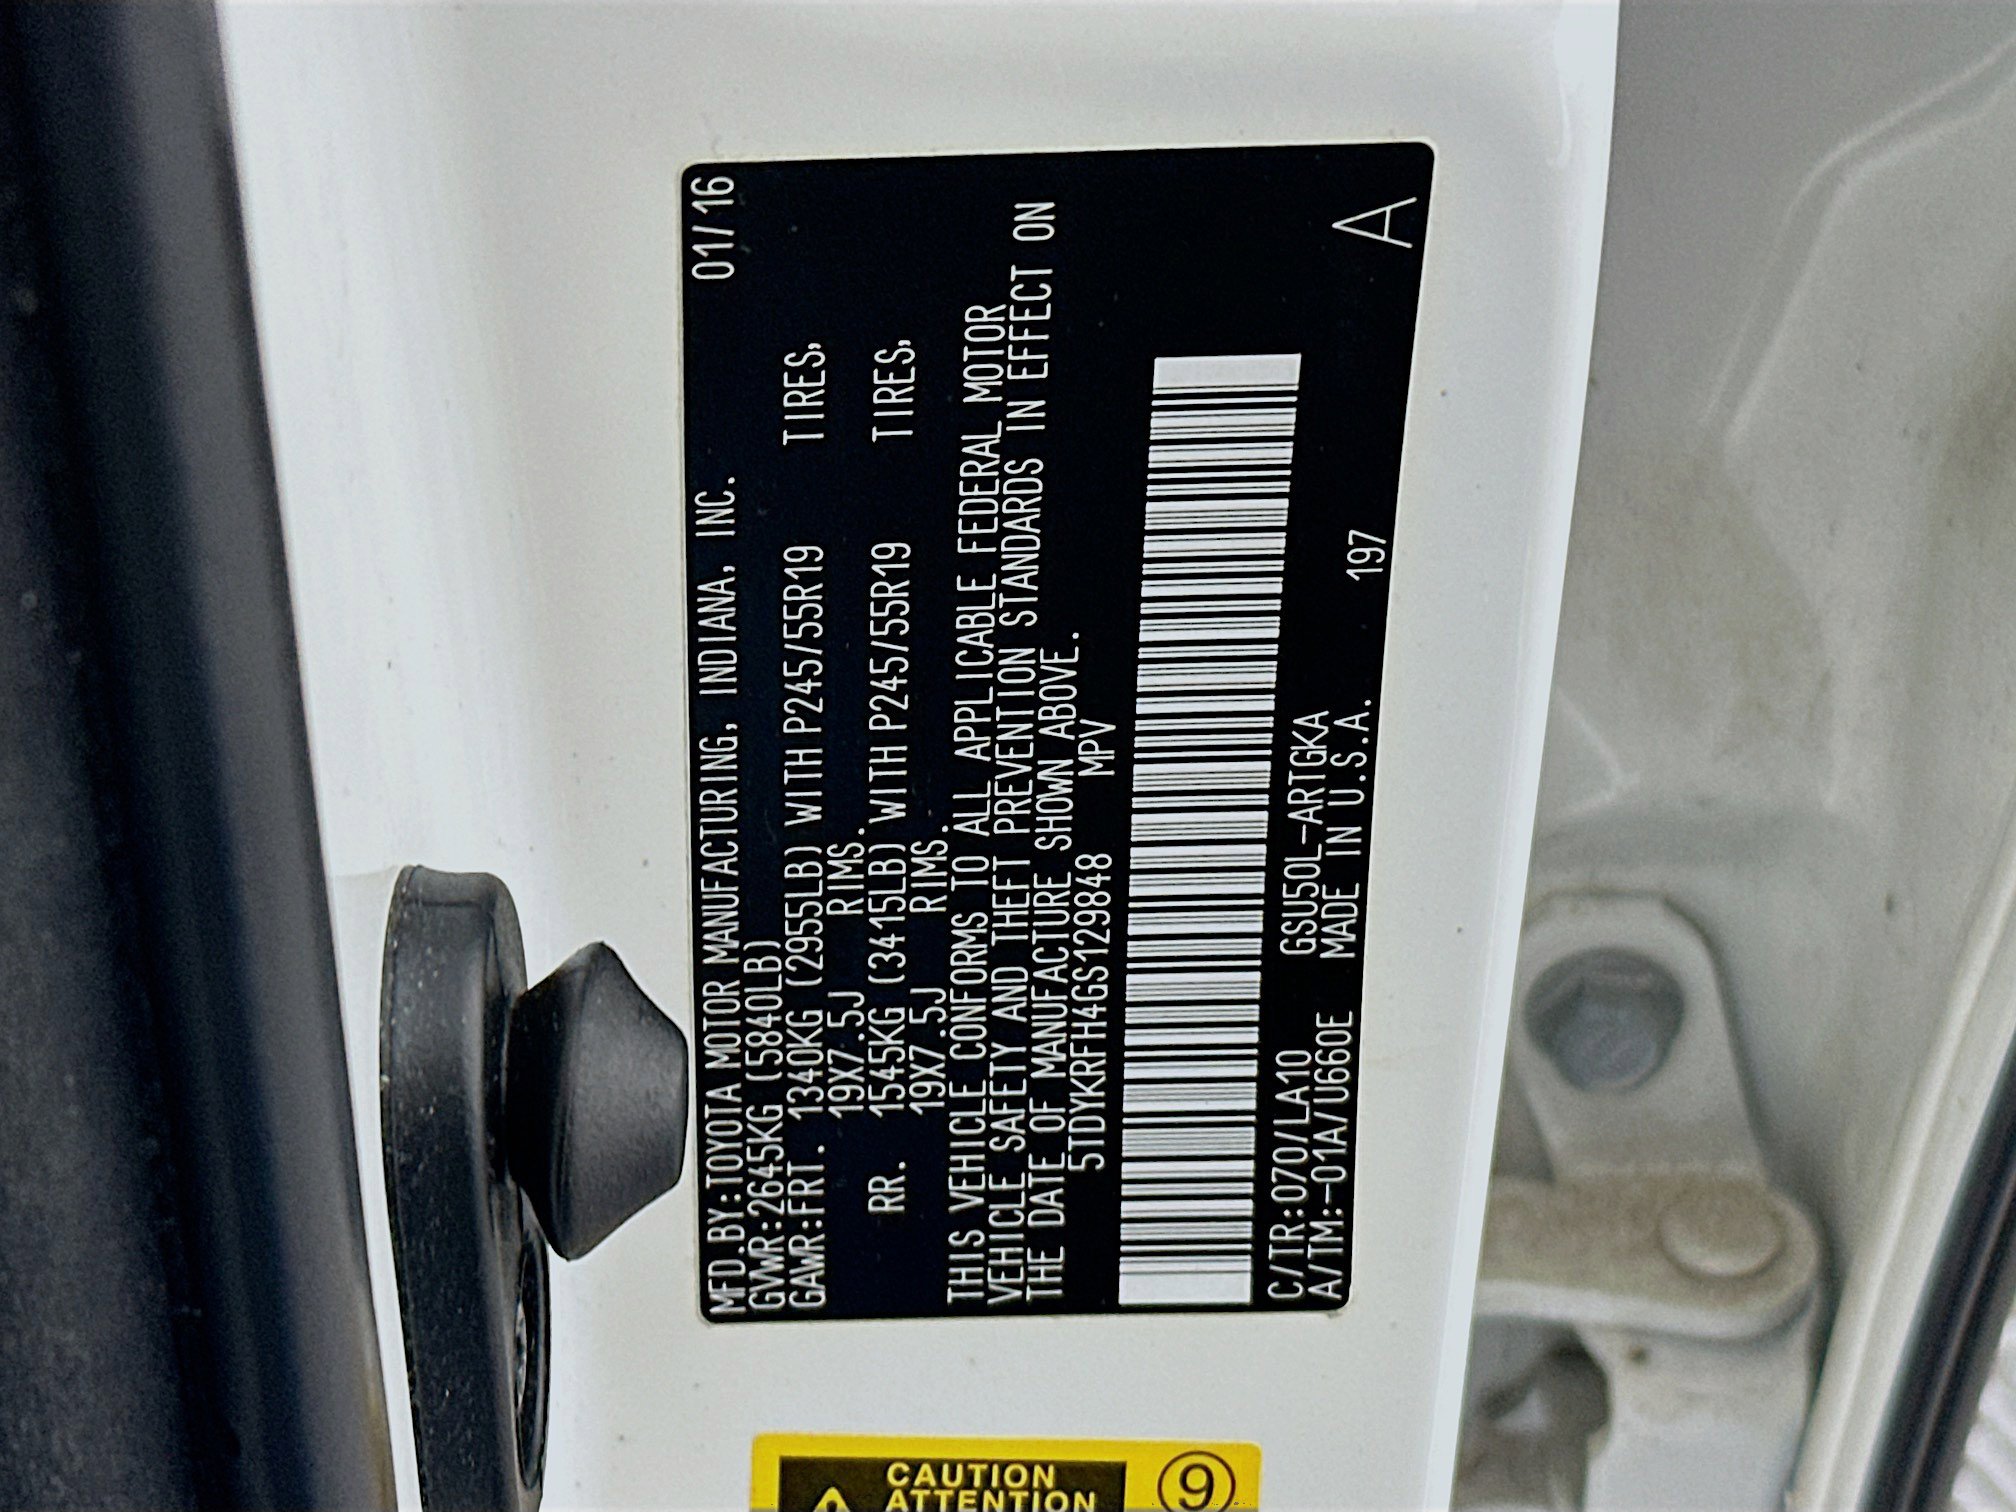 MFD.BY:TOYOTA MOTOR MANUFACTURING, INDIANA, INC. 01/16
GVWR:2645KG (5840LB)
GAWR:FRT. 1340KG (2955LB) WITH P245/55R19 TIRES,
19X7.5J RIMS.
RR. 1545KG (3415LB) WITH P245/55R19 TIRES,
19X7.5J RIMS.
THIS VEHICLE CONFORMS TO ALL APPLICABLE FEDERAL MOTOR
VEHICLE SAFETY AND THEFT PREVENTION STANDARDS IN EFFECT ON
THE DATE OF MANUFACTURE SHOWN ABOVE.
5TDYKRFH4GS129848 MPV
C/TR:070/LA10 GSU50L-ARTGKA
A/TM:-01A/U660E MADE IN U.S.A. 197
A
CAUTION
ATTENTION
9